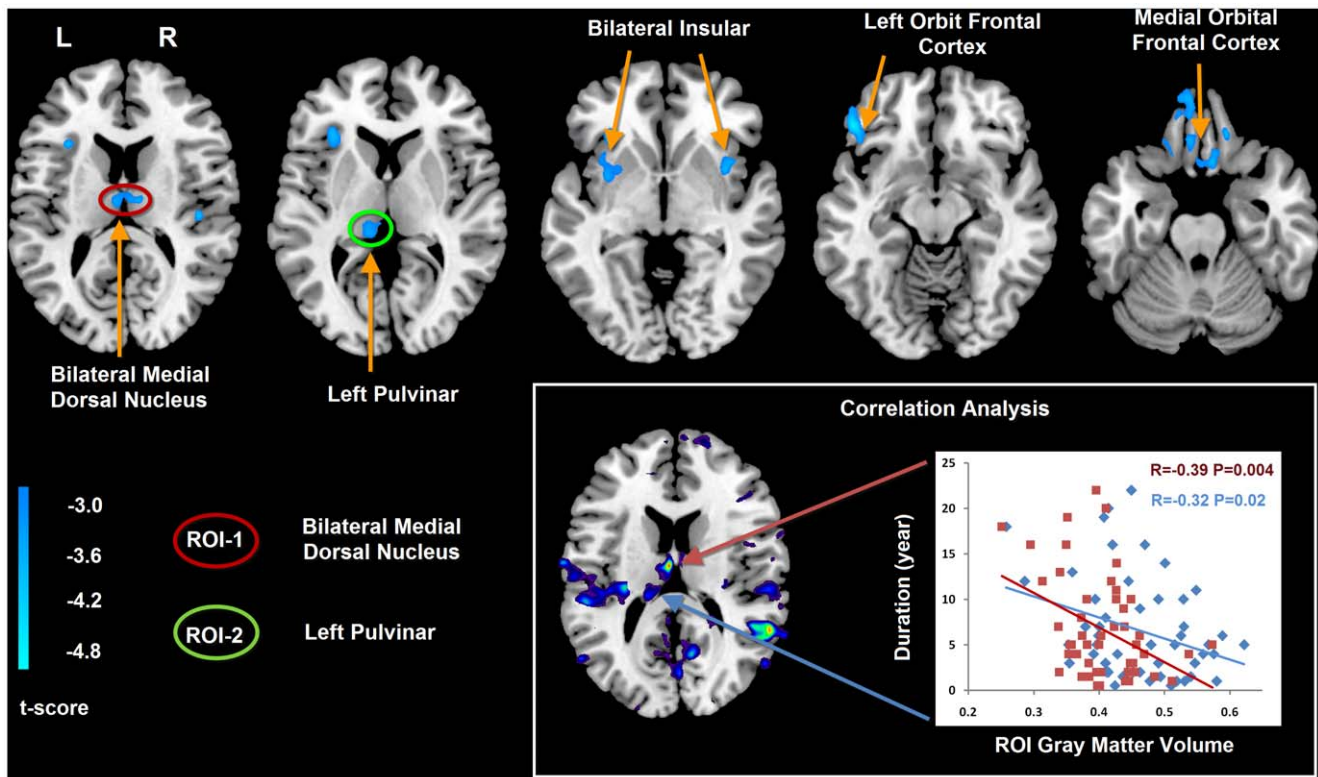 L R
Bilateral Insular
Left Orbit Frontal
Cortex
Medial Orbital
Frontal Cortex
Bilateral Medial
Dorsal Nucleus
Left Pulvinar
-3.0
-3.6
-4.2
-4.8
t-score
ROI-1
Bilateral Medial
Dorsal Nucleus
ROI-2
Left Pulvinar
Correlation Analysis
R=-0.39 P=0.004
R=-0.32 P=0.02
Duration (year)
25
20
15
10
5
0
0.2 0.3 0.4 0.5 0.6
ROI Gray Matter Volume